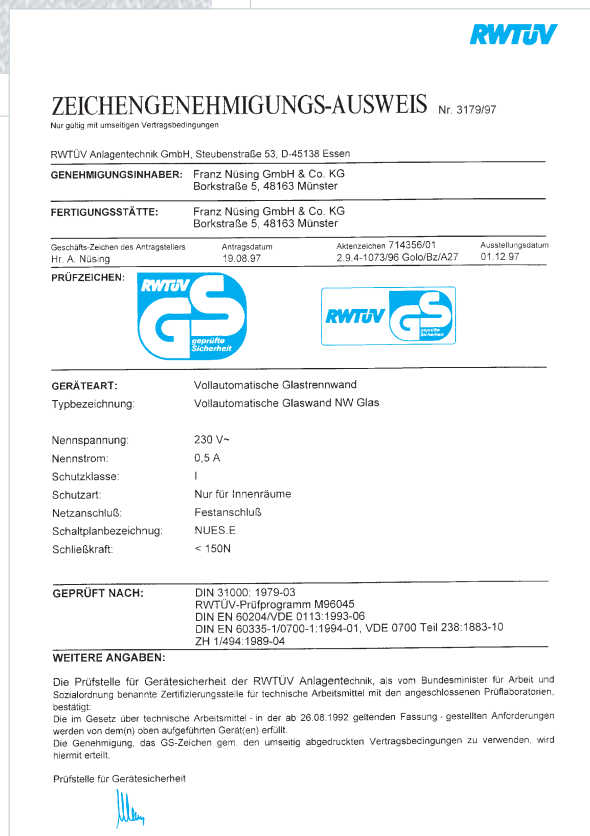 RWTÜV
ZEICHENGENEHMIGUNGS-AUSWEIS Nr. 3179/97
Nur gültig mit umseitigen Vertragsbedingungen
RWTÜV Anlagentechnik GmbH, Steubenstraße 53, D-45138 Essen
GENEHMIGUNGSINHABER: Franz Nüsing GmbH & Co. KG
Borkstraße 5, 48163 Münster
FERTIGUNGSSTÄTTE: Franz Nüsing GmbH & Co. KG
Borkstraße 5, 48163 Münster
Geschäfts-Zeichen des Antragstellers Antragsdatum Aktenzeichen 714356/01 Ausstellungsdatum
Hr. A. Nüsing 19.08.97 2.9.4-1073/96 Golo/Bz/A27 01.12.97
PRÜFZEICHEN:
RWTÜV
GS
geprüfte
Sicherheit
RWTÜV
GS
geprüfte
Sicherheit
GERÄTEART: Vollautomatische Glastrennwand
Typbezeichnung: Vollautomatische Glaswand NW Glas
Nennspannung: 230 V~
Nennstrom: 0,5 A
Schutzklasse: I
Schutzart: Nur für Innenräume
Netzanschluß: Festanschluß
Schaltplanbezeichnug: NUES.E
Schließkraft: < 150N
GEPRÜFT NACH: DIN 31000: 1979-03
RWTÜV-Prüfprogramm M96045
DIN EN 60204/VDE 0113:1993-06
DIN EN 60335-1/0700-1:1994-01, VDE 0700 Teil 238:1883-10
ZH 1/494:1989-04
WEITERE ANGABEN:
Die Prüfstelle für Gerätesicherheit der RWTÜV Anlagentechnik, als vom Bundesminister für Arbeit und
Sozialordnung benannte Zertifizierungsstelle für technische Arbeitsmittel mit den angeschlossenen Prüflaboratorien,
bestätigt:
Die im Gesetz über technische Arbeitsmittel - in der ab 26.08.1992 geltenden Fassung - gestellten Anforderungen
werden von dem(n) oben aufgeführten Gerät(en) erfüllt.
Die Genehmigung, das GS-Zeichen gem. den umseitig abgedruckten Vertragsbedingungen zu verwenden, wird
hiermit erteilt.
Prüfstelle für Gerätesicherheit